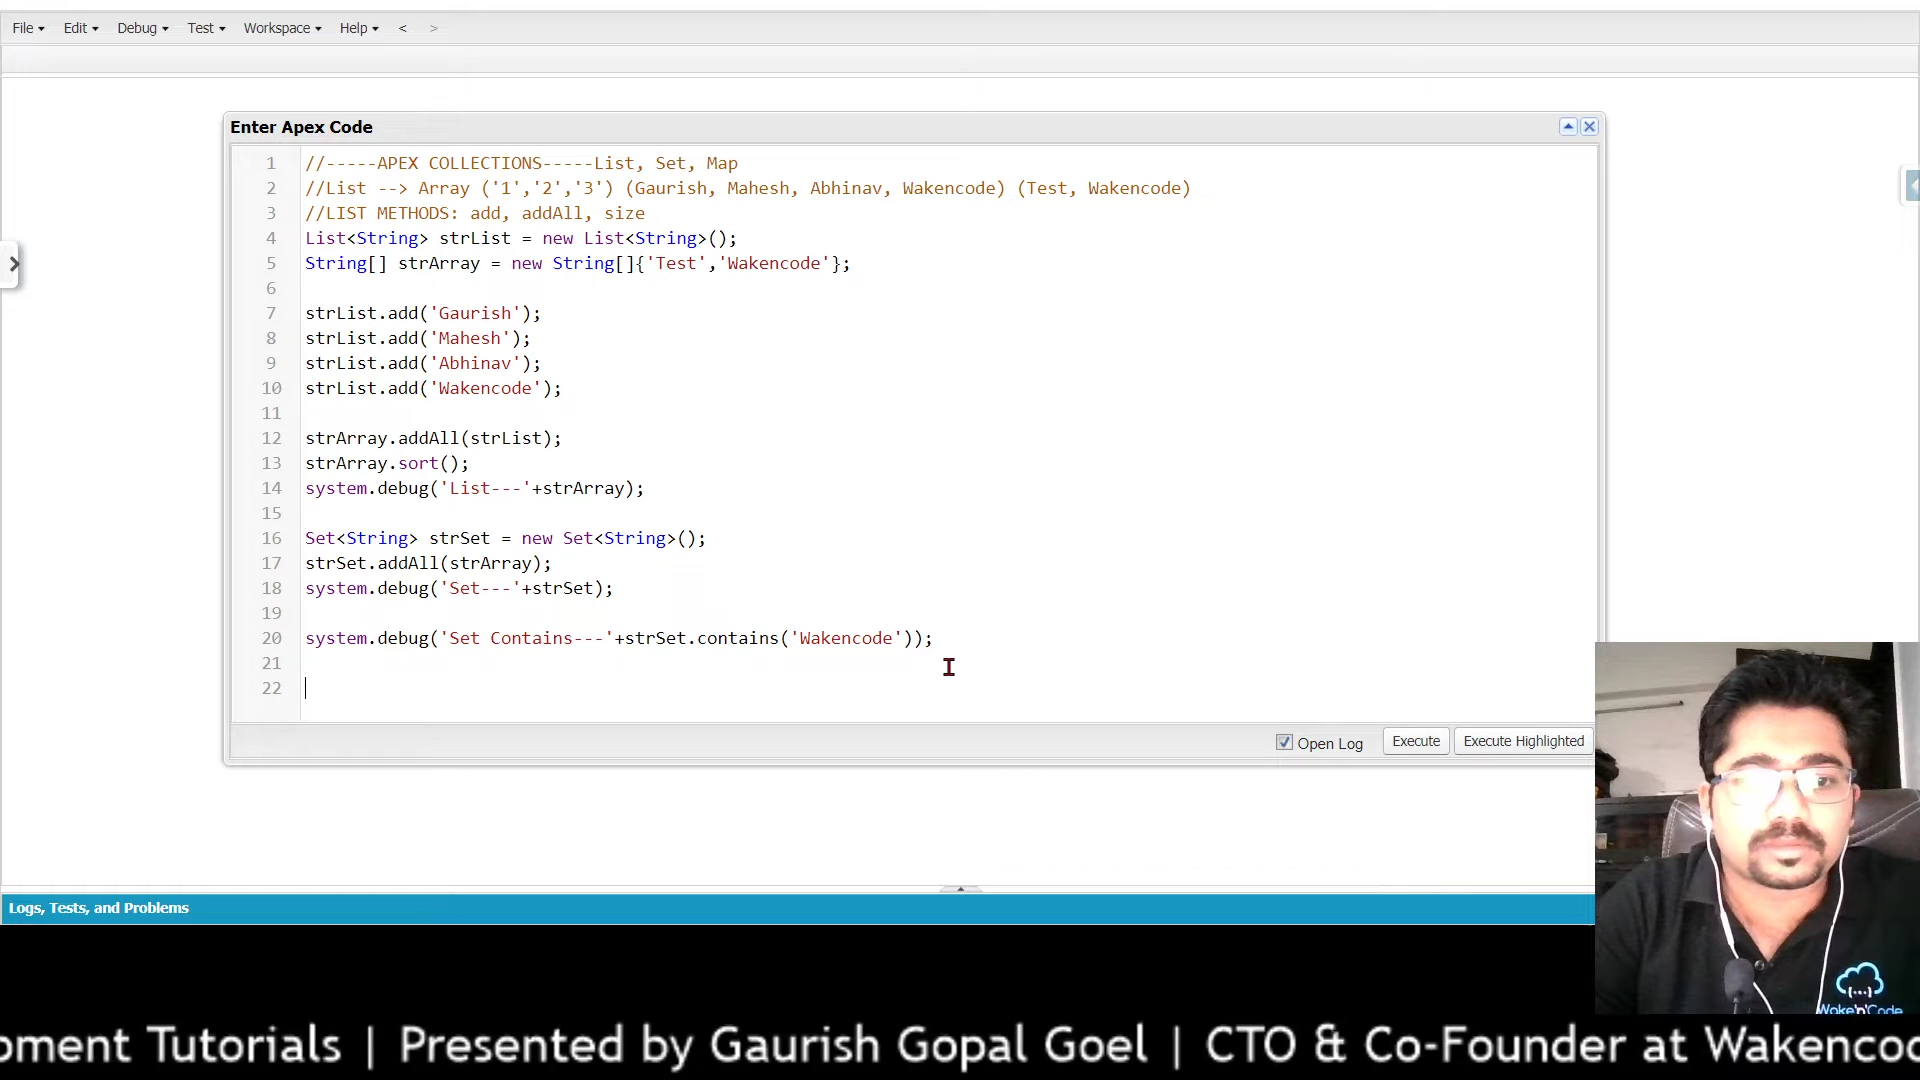 File Edit Debug Test Workspace Help < >
Enter Apex Code
1 //-----APEX COLLECTIONS-----List, Set, Map
2 //List --> Array ('1','2','3') (Gaurish, Mahesh, Abhinav, Wakencode) (Test, Wakencode)
3 //LIST METHODS: add, addAll, size
4 List<String> strList = new List<String>();
5 String[] strArray = new String[]{'Test','Wakencode'};
6
7 strList.add('Gaurish');
8 strList.add('Mahesh');
9 strList.add('Abhinav');
10 strList.add('Wakencode');
11
12 strArray.addAll(strList);
13 strArray.sort();
14 system.debug('List---'+strArray);
15
16 Set<String> strSet = new Set<String>();
17 strSet.addAll(strArray);
18 system.debug('Set---'+strSet);
19
20 system.debug('Set Contains---'+strSet.contains('Wakencode'));
21
22
Open Log Execute Execute Highlighted
Logs, Tests, and Problems
Wake'n'Code
oment Tutorials | Presented by Gaurish Gopal Goel | CTO & Co-Founder at Wakencod